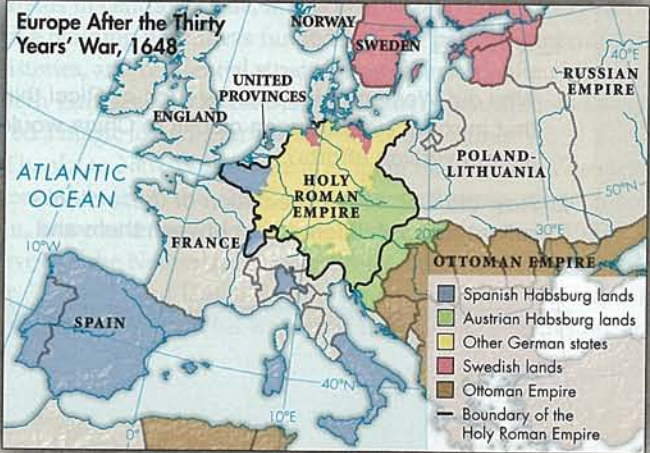 Europe After the Thirty
Years' War, 1648
NORWAY
SWEDEN
40°E
RUSSIAN
EMPIRE
UNITED
PROVINCES
ENGLAND
ATLANTIC
OCEAN
POLAND-
LITHUANIA
HOLY
ROMAN
EMPIRE
50°N
10°W
FRANCE
20°
30°E
OTTOMAN EMPIRE
SPAIN
Spanish Habsburg lands
Austrian Habsburg lands
Other German states
Swedish lands
Ottoman Empire
Boundary of the
Holy Roman Empire
40°N
10°E
0°